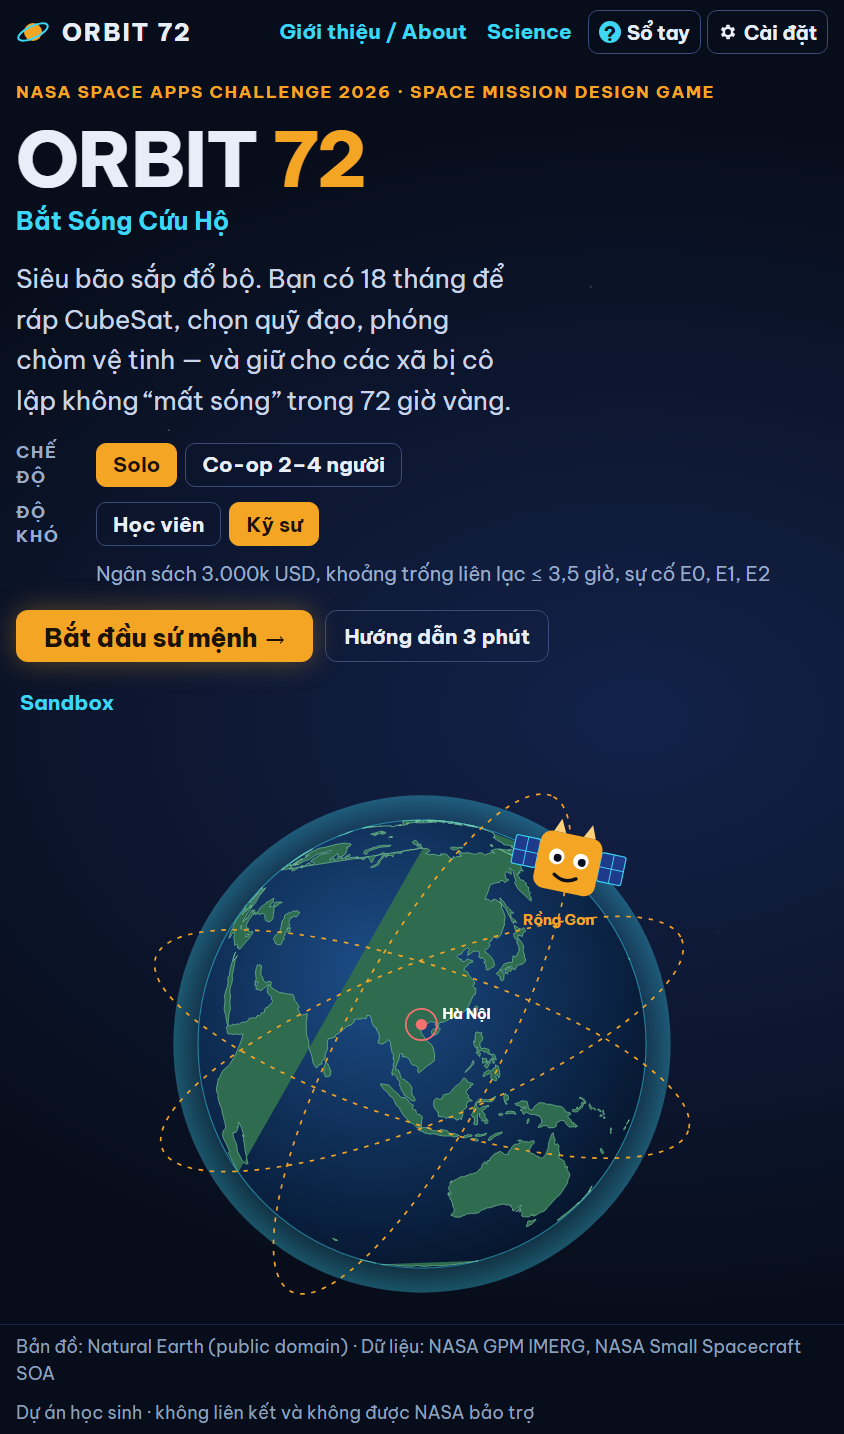 ORBIT 72
Giới thiệu / About
Science
? Sổ tay
Cài đặt
NASA SPACE APPS CHALLENGE 2026 · SPACE MISSION DESIGN GAME
ORBIT 72
Bắt Sóng Cứu Hộ
Siêu bão sắp đổ bộ. Bạn có 18 tháng để
ráp CubeSat, chọn quỹ đạo, phóng
chòm vệ tinh — và giữ cho các xã bị cô
lập không “mất sóng” trong 72 giờ vàng.
CHẾ
ĐỘ
Solo
Co-op 2–4 người
ĐỘ
KHÓ
Học viên
Kỹ sư
Ngân sách 3.000k USD, khoảng trống liên lạc ≤ 3,5 giờ, sự cố E0, E1, E2
Bắt đầu sứ mệnh →
Hướng dẫn 3 phút
Sandbox
Rồng Gơn
Hà Nội
Bản đồ: Natural Earth (public domain) · Dữ liệu: NASA GPM IMERG, NASA Small Spacecraft
SOA
Dự án học sinh · không liên kết và không được NASA bảo trợ